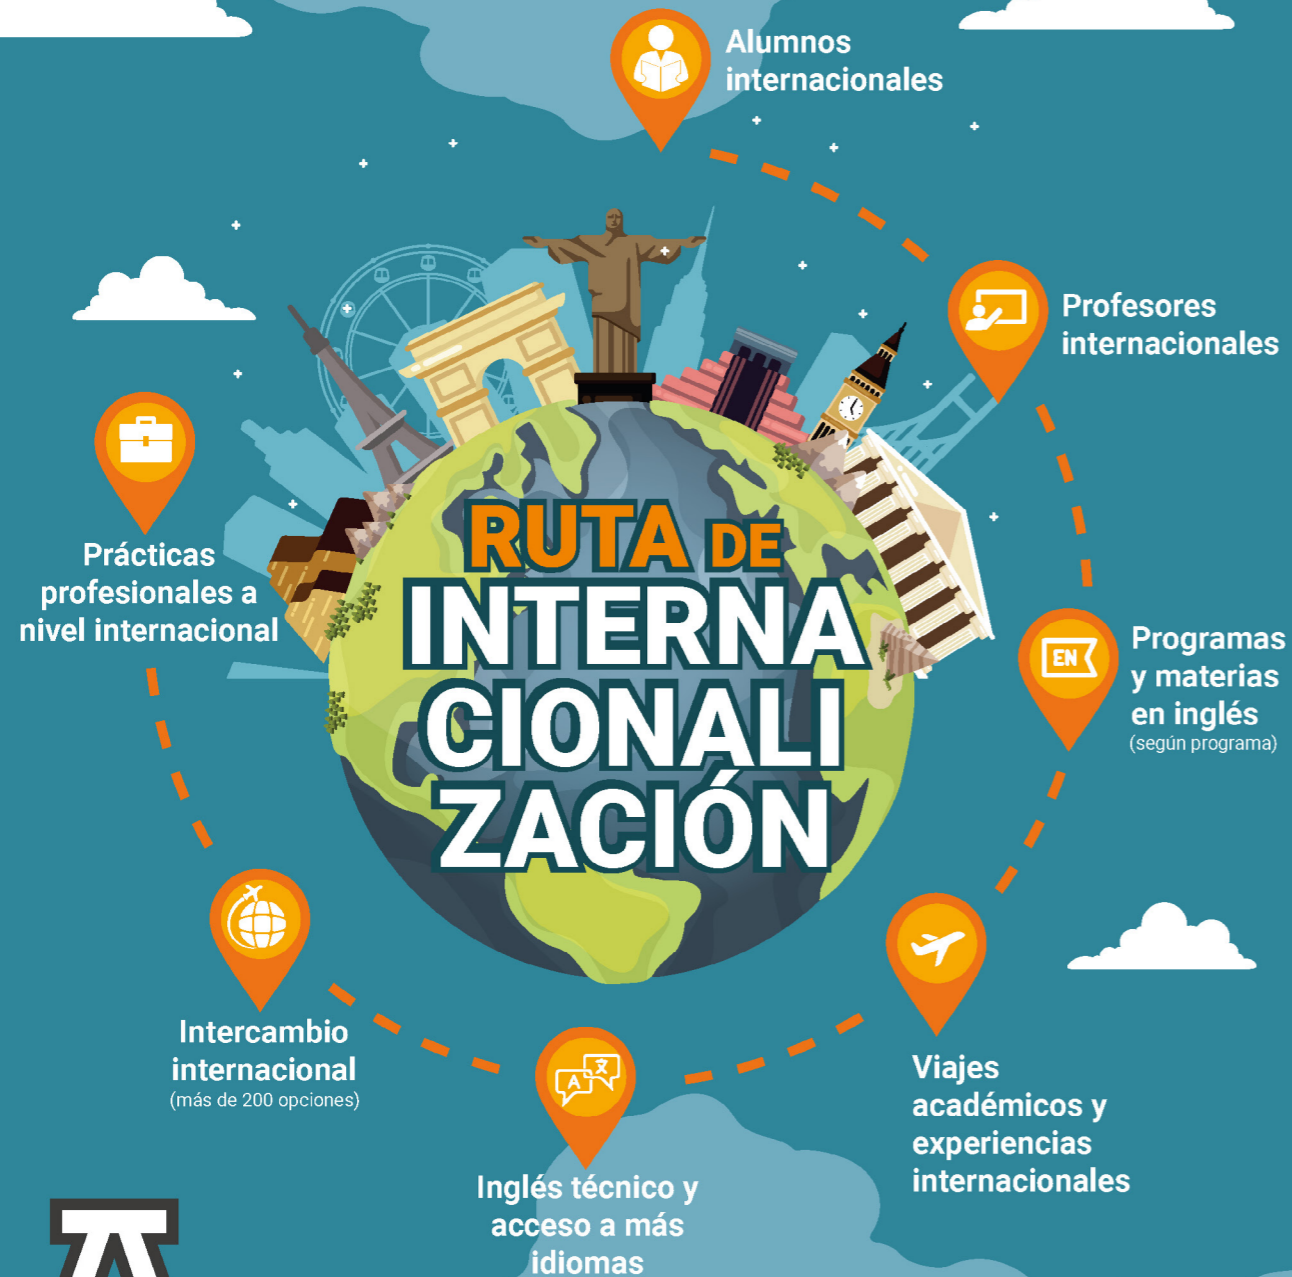 Alumnos
internacionales
Profesores
internacionales
Programas
y materias
en inglés
(según programa)
Viajes
académicos y
experiencias
internacionales
Inglés técnico y
acceso a más
idiomas
Intercambio
internacional
(más de 200 opciones)
Prácticas
profesionales a
nivel internacional
RUTA DE
INTERNA
CIONALI
ZACIÓN
EN
A 文